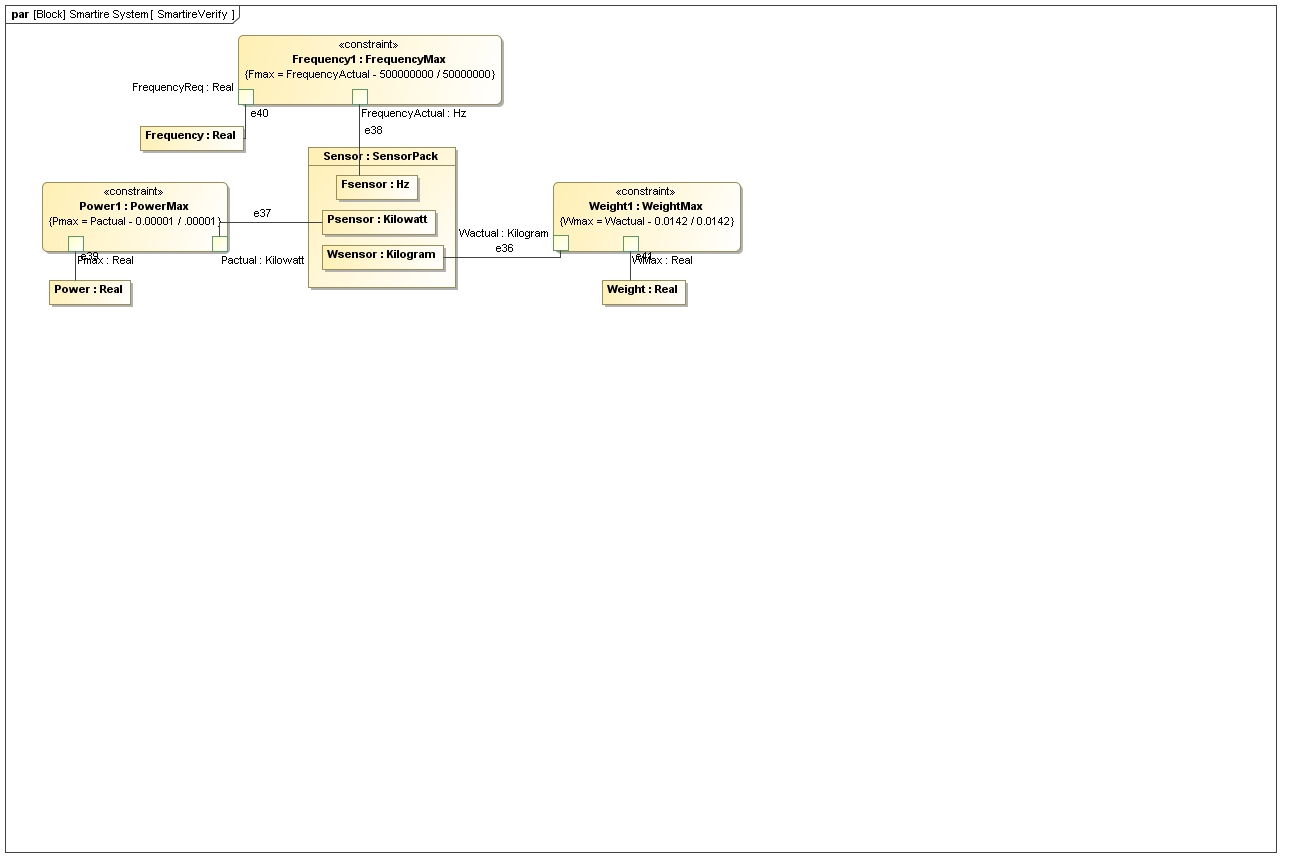 par [Block] Smartire System [ SmartireVerify ]
«constraint»
Frequency1 : FrequencyMax
{Fmax = FrequencyActual - 500000000 / 50000000}
FrequencyReq : Real
e40
FrequencyActual : Hz
e38
Frequency : Real
Sensor : SensorPack
Fsensor : Hz
Psensor : Kilowatt
Wsensor : Kilogram
«constraint»
Power1 : PowerMax
{Pmax = Pactual - 0.00001 / .00001}
e37
e39
Pmax : Real
Pactual : Kilowatt
Power : Real
«constraint»
Weight1 : WeightMax
{Wmax = Wactual - 0.0142 / 0.0142}
Wactual : Kilogram
e36
e41
WMax : Real
Weight : Real